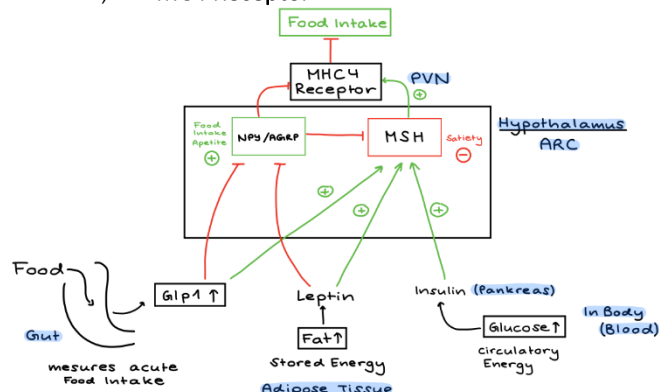 Food Intake
MHC4
Receptor
PVN
+
Hypothalamus
ARC
Food
Intake
Apetite
+
NPY/AGRP
MSH
Satiety
−
+
+
+
Food
Glp1 ↑
Gut
mesures acute
Food Intake
Leptin
Fat ↑
Stored Energy
Adipose Tissue
Insulin (Pankreas)
Glucose ↑
circulatory
Energy
In Body
(Blood)